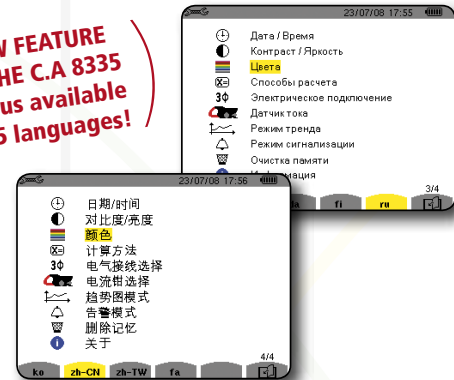 W FEATURE
HE C.A 8335
us available
5 languages!
23/07/08 17:55
Дата / Время
Контраст / Яркость
Цвета
Способы расчета
3Φ Электрическое подключение
Датчик тока
Режим тренда
Режим сигнализации
Очистка памяти
3/4
fi ru
23/07/08 17:56
日期/时间
对比度/亮度
颜色
计算方法
3Φ 电气接线选择
电流钳选择
趋势图模式
告警模式
删除记忆
关于
4/4
ko zh-CN zh-TW fa